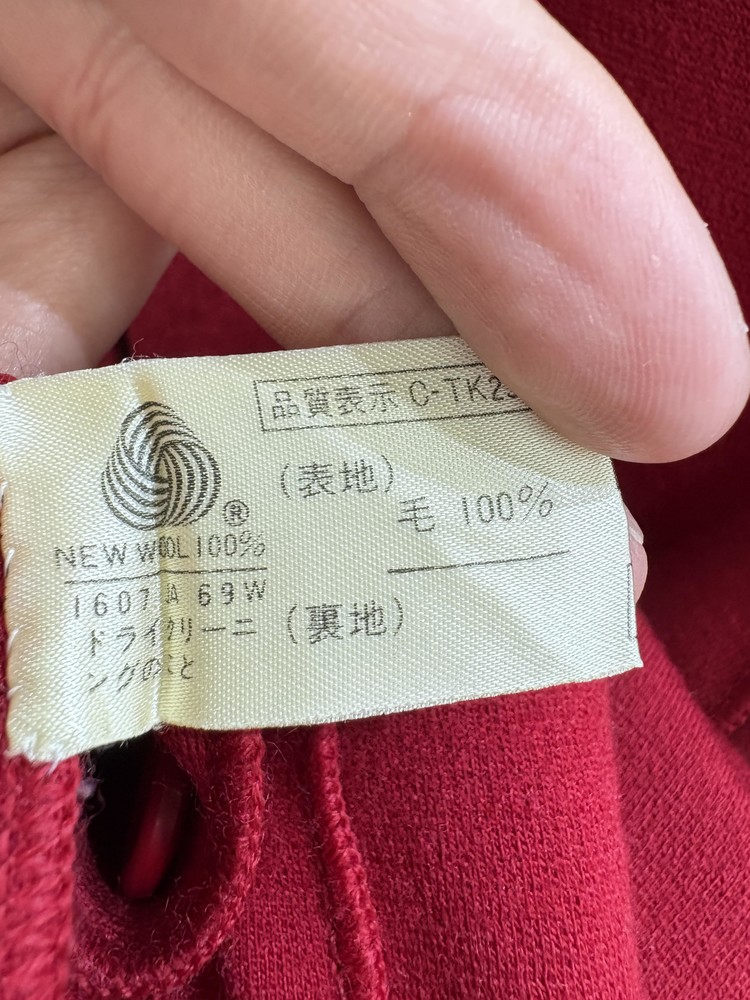 品質表示 C-TK2
®
NEW WOOL 100%
1607 A 69W
ドライクリーニ
ングのこと
(表地)
毛 100%
(裏地)